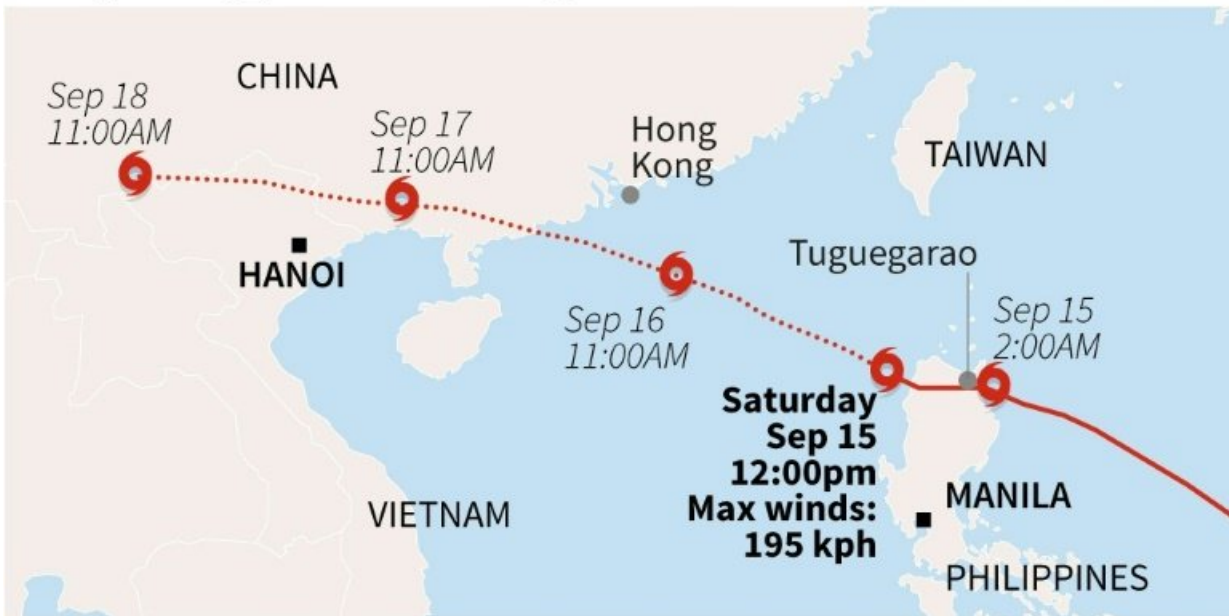 CHINA
Sep 18
11:00AM
Sep 17
11:00AM
Hong
Kong
TAIWAN
Tuguegarao
HANOI
Sep 16
11:00AM
Sep 15
2:00AM
Saturday
Sep 15
12:00pm
Max winds:
195 kph
VIETNAM
MANILA
PHILIPPINES